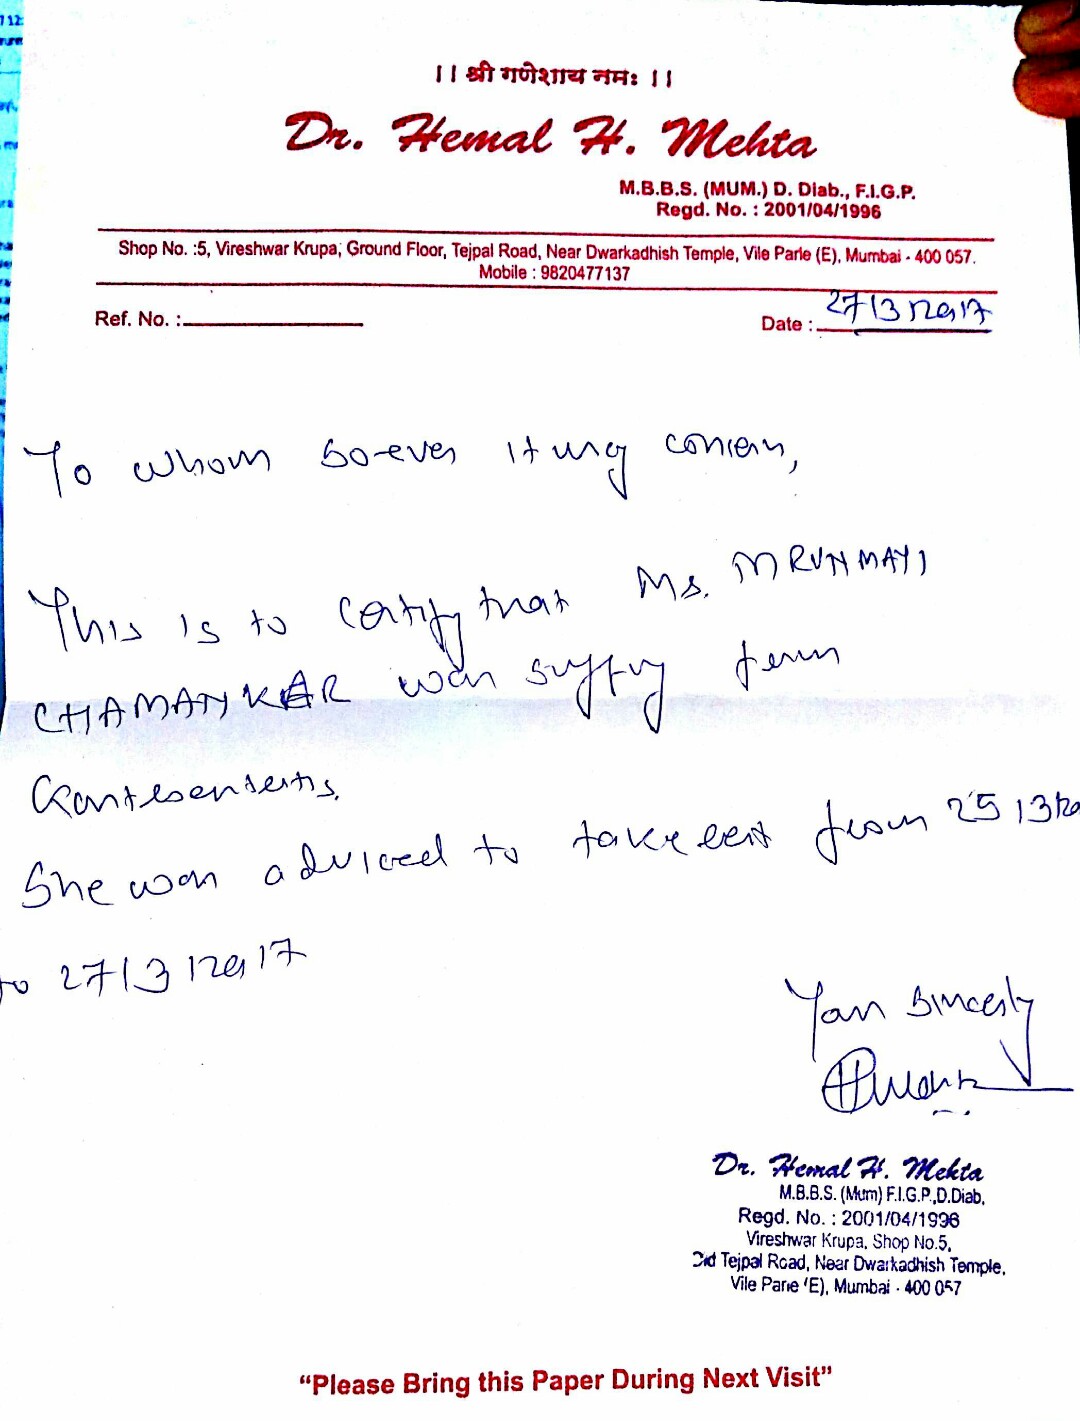 ।। श्री गणेशाय नमः ।।
Dr. Hemal H. Mehta
M.B.B.S. (MUM.) D. Diab., F.I.G.P.
Regd. No. : 2001/04/1996
Shop No. :5, Vireshwar Krupa, Ground Floor, Tejpal Road, Near Dwarkadhish Temple, Vile Parle (E), Mumbai - 400 057.
Mobile : 9820477137
Ref. No. :
Date : 27/3/2017
To whom so-ever it may concern,
This is to certify that Ms. MRUNMAYI
CHAMANKAR was suffering from
She was adviced to take rest from 25/3/20
to 27/3/2017
Your Sincerely
Dr. Hemal H. Mehta
M.B.B.S. (Mum) F.I.G.P.,D.Diab,
Regd. No. : 2001/04/1996
Vireshwar Krupa, Shop No.5,
Old Tejpal Road, Near Dwarkadhish Temple,
Vile Parle (E), Mumbai - 400 057
“Please Bring this Paper During Next Visit”